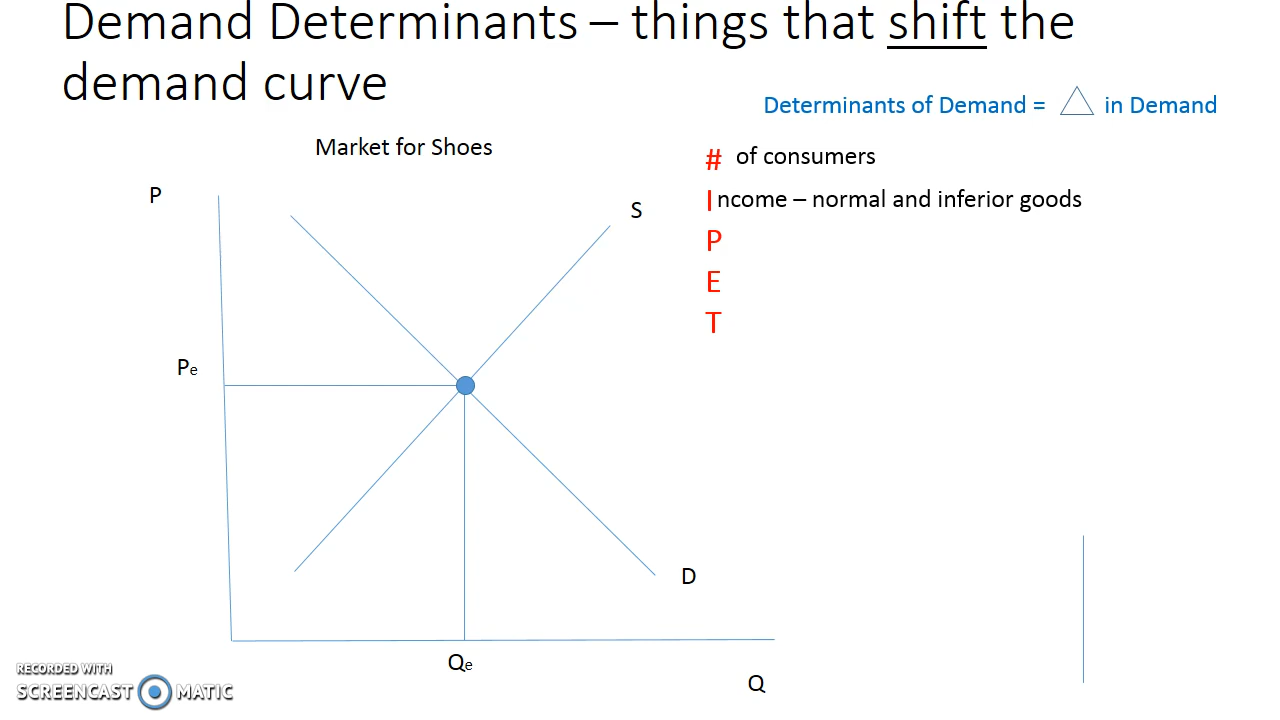 Demand Determinants – things that shift the
demand curve
Determinants of Demand = in Demand
Market for Shoes
# of consumers
P
Income – normal and inferior goods
S
P
E
T
Pe
D
Qe
Q
RECORDED WITH
SCREENCAST MATIC